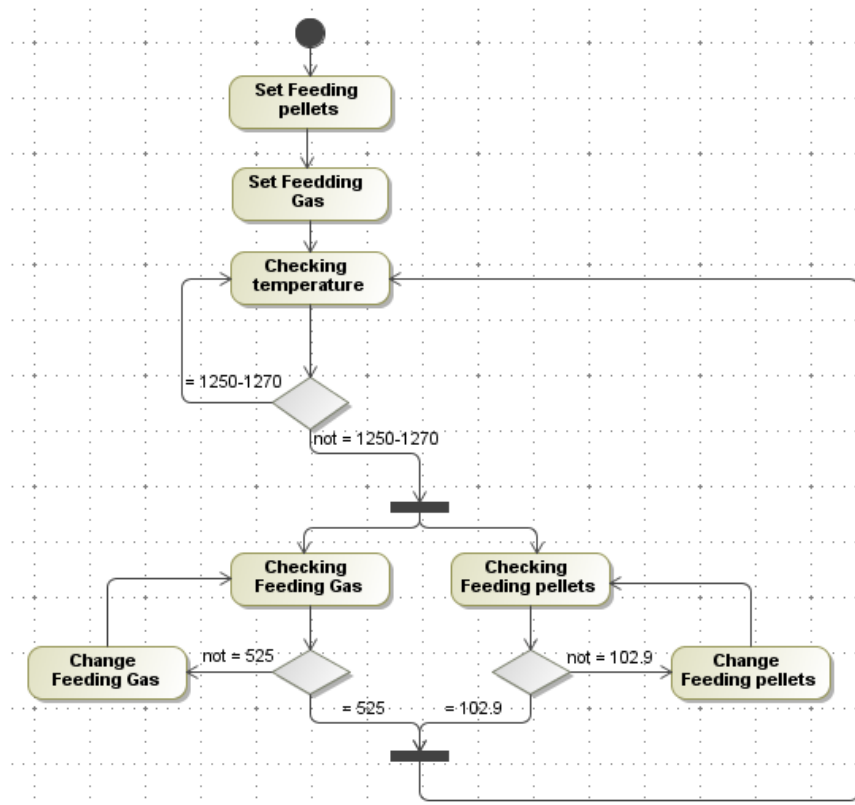 Set Feeding
pellets
Set Feedding
Gas
Checking
temperature
= 1250-1270
not = 1250-1270
Checking
Feeding Gas
Checking
Feeding pellets
Change
Feeding Gas
not = 525
not = 102.9
Change
Feeding pellets
= 525
= 102.9